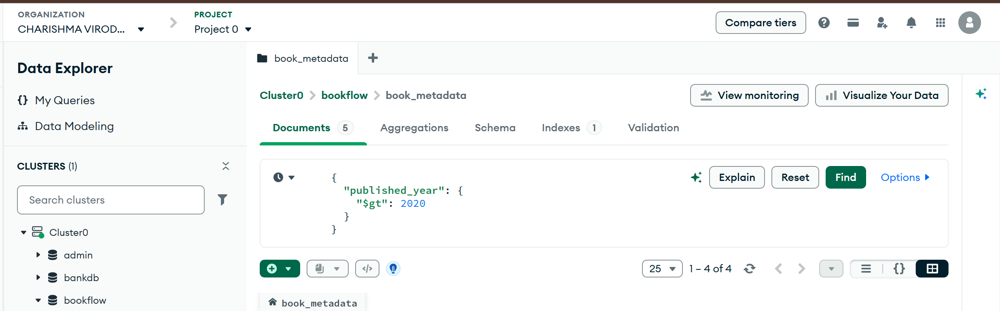 ORGANIZATION
CHARISHMA VIROD...
PROJECT
Project 0
Compare tiers
Data Explorer
My Queries
Data Modeling
CLUSTERS (1)
Search clusters
Cluster0
admin
bankdb
bookflow
book_metadata
Cluster0 > bookflow > book_metadata
View monitoring
Visualize Your Data
Documents 5
Aggregations
Schema
Indexes 1
Validation
{
"published_year": {
"$gt": 2020
}
}
Explain
Reset
Find
Options
25
1 – 4 of 4
book_metadata